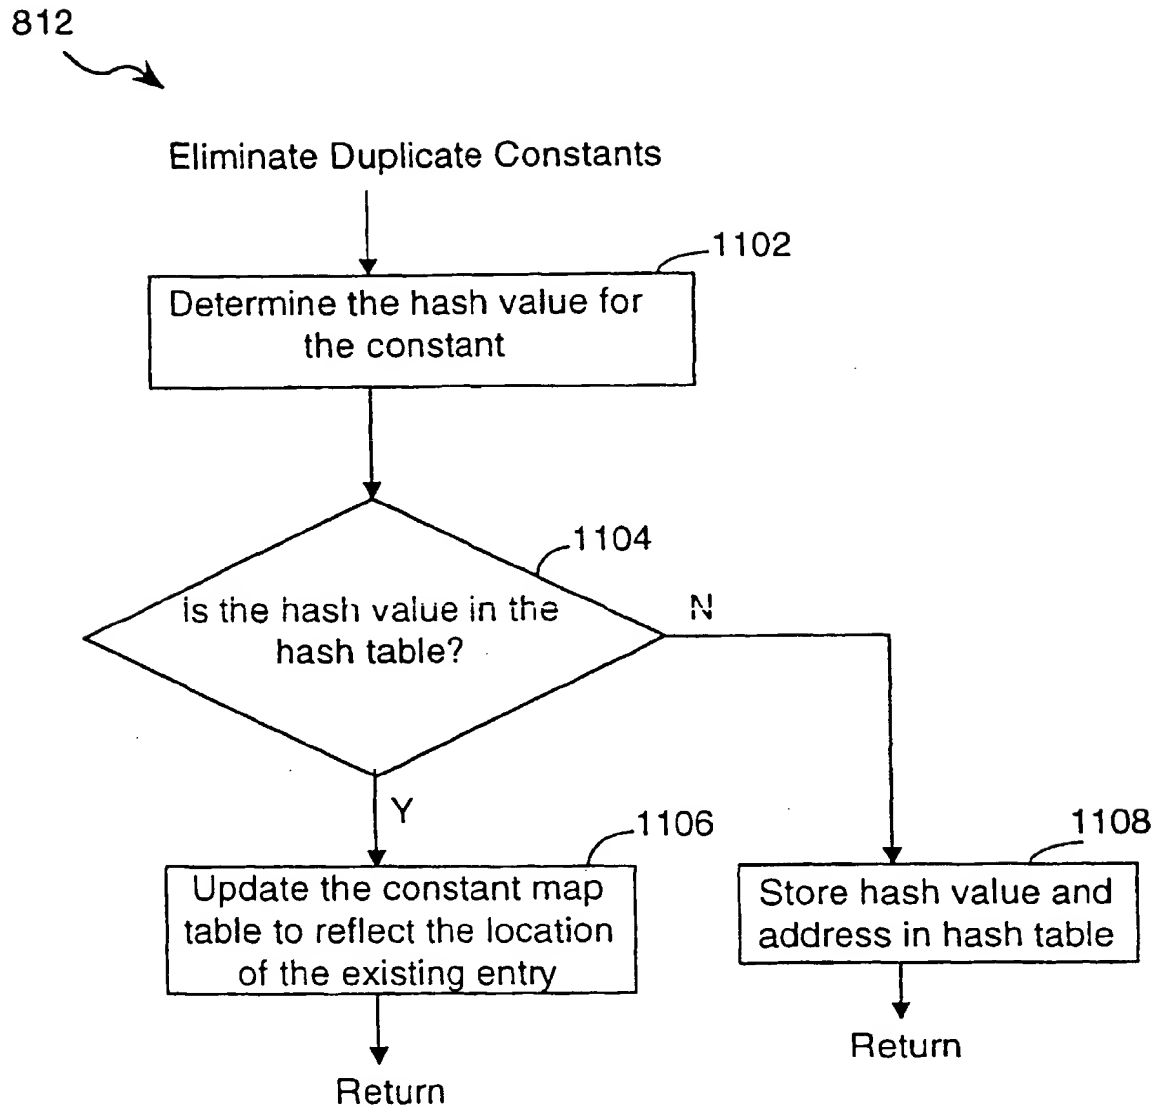 812
Eliminate Duplicate Constants
1102
Determine the hash value for
the constant
1104
is the hash value in the
hash table?
N
Y
1106
Update the constant map
table to reflect the location
of the existing entry
1108
Store hash value and
address in hash table
Return
Return